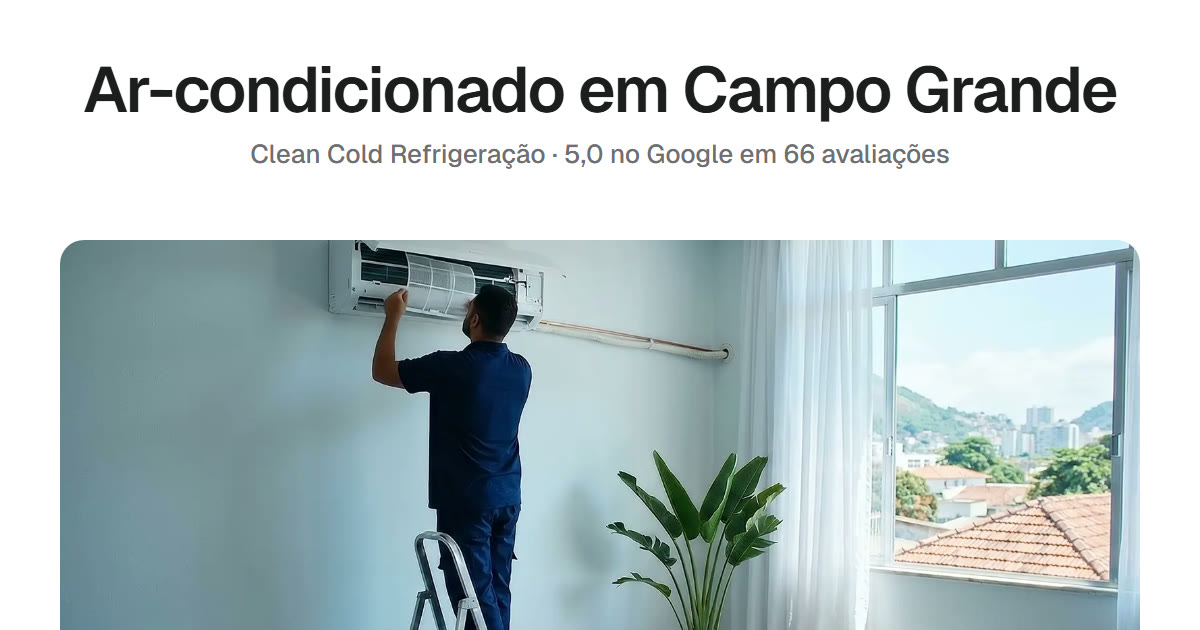 Ar-condicionado em Campo Grande
Clean Cold Refrigeração · 5,0 no Google em 66 avaliações